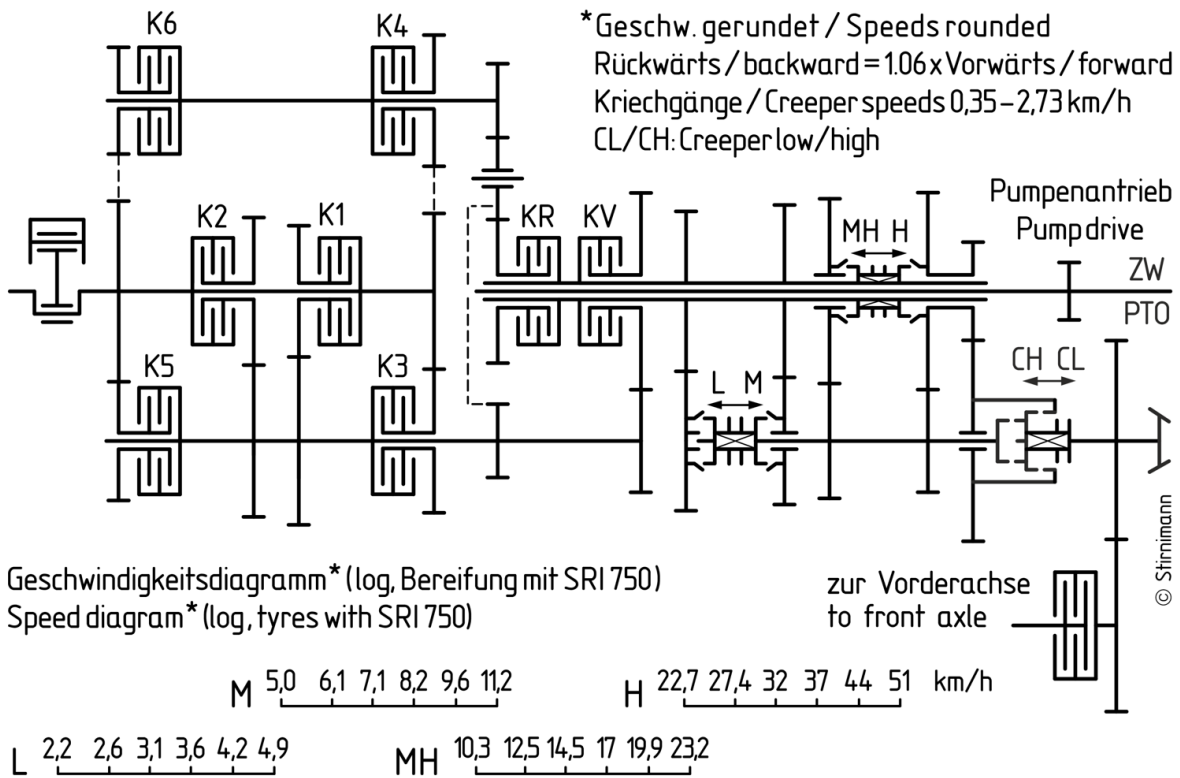 K6
K4
*Geschw. gerundet / Speeds rounded
Rückwärts / backward = 1.06 x Vorwärts / forward
Kriechgänge / Creeper speeds 0,35 – 2,73 km/h
CL/CH: Creeper low/high
K2
K1
KR
KV
MH H
Pumpenantrieb
Pump drive
ZW
PTO
K5
K3
L M
CH CL
© Stirnimann
Geschwindigkeitsdiagramm* (log, Bereifung mit SRI 750)
Speed diagram* (log, tyres with SRI 750)
zur Vorderachse
to front axle
M 5,0 6,1 7,1 8,2 9,6 11,2
H 22,7 27,4 32 37 44 51 km/h
L 2,2 2,6 3,1 3,6 4,2 4,9
MH 10,3 12,5 14,5 17 19,9 23,2